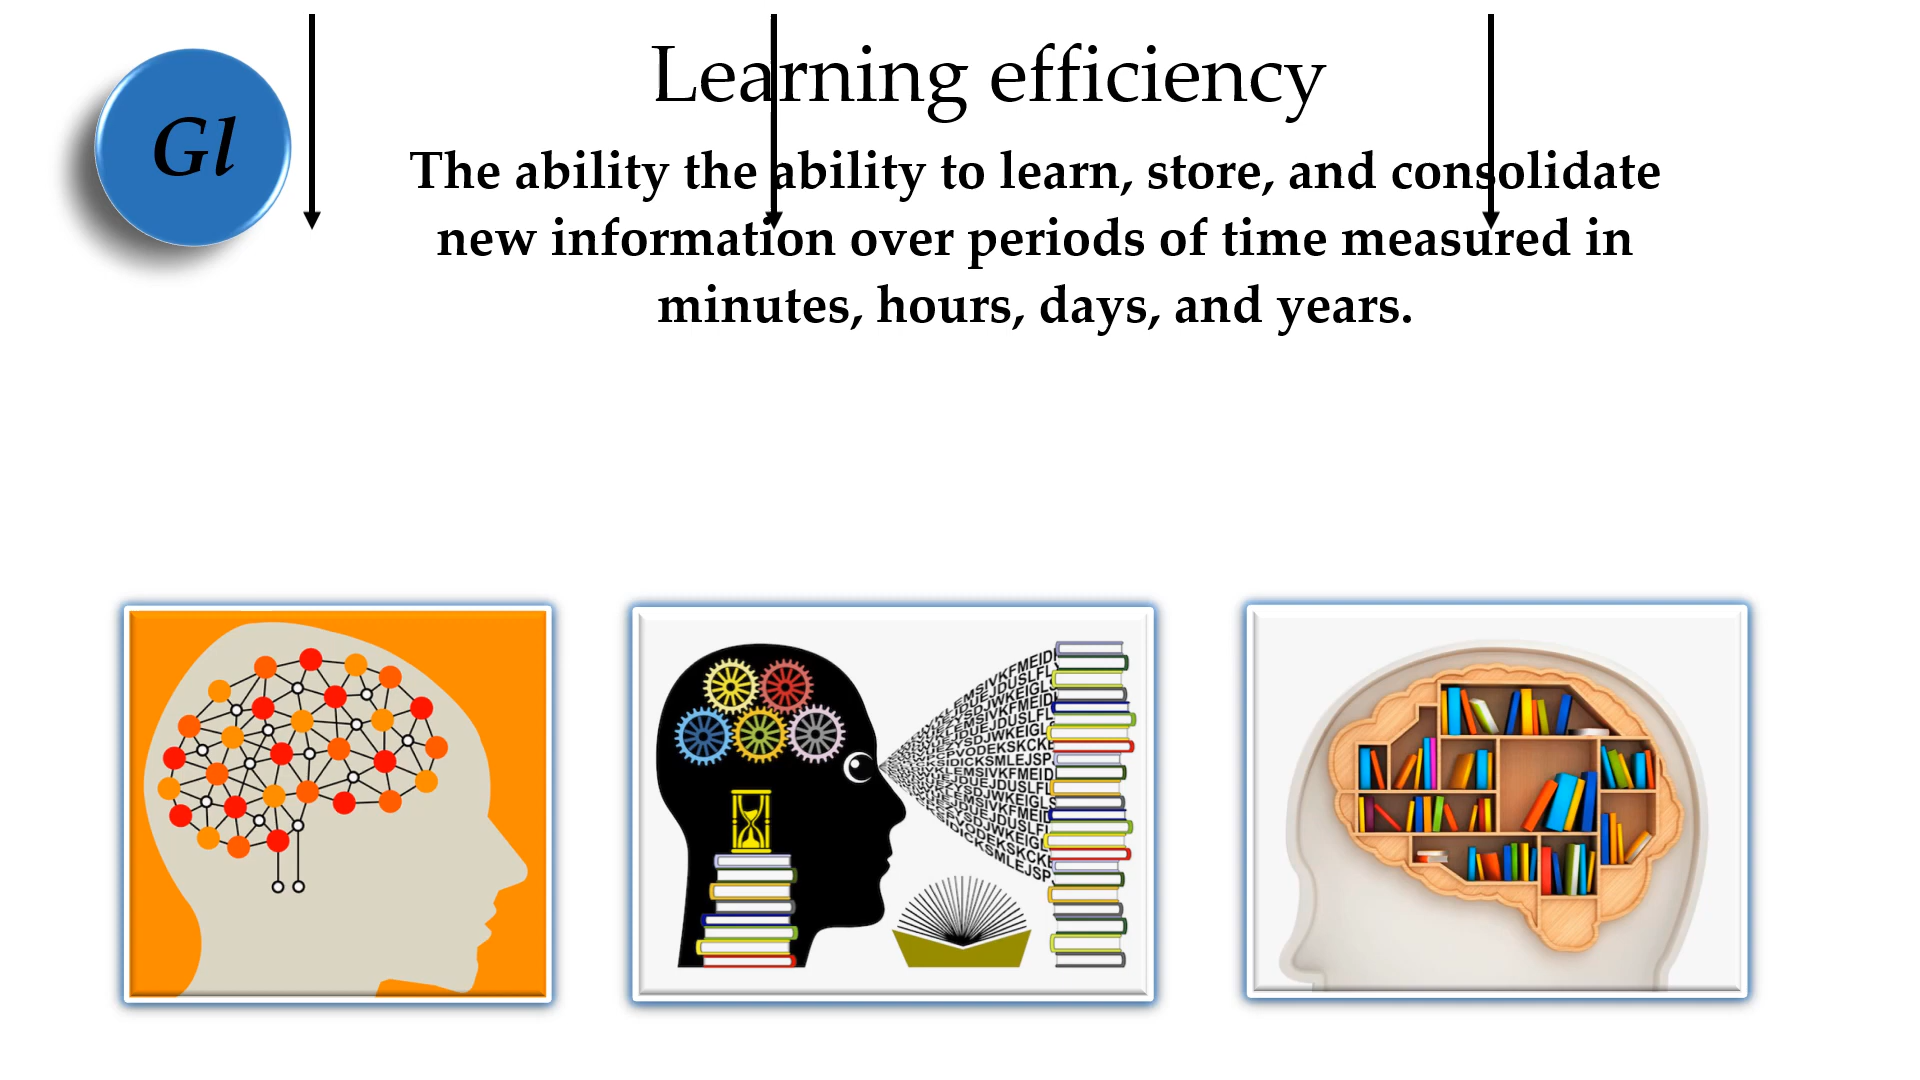 Gl
Learning efficiency
The ability the ability to learn, store, and consolidate
new information over periods of time measured in
minutes, hours, days, and years.